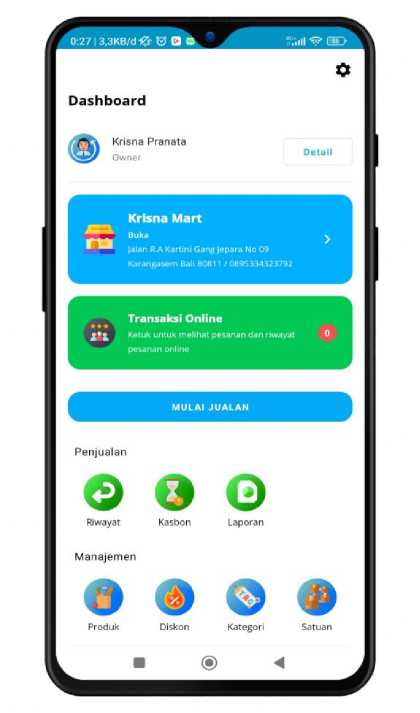 0:27 | 3,3KB/d
Dashboard
Krisna Pranata
Owner
Detail
Krisna Mart
Buka
Jalan R.A Kartini Gang Jepara No 09
Karangasem Bali 80811 / 0895334323792
Transaksi Online
Ketuk untuk melihat pesanan dan riwayat
pesanan online
0
MULAI JUALAN
Penjualan
Riwayat
Kasbon
Laporan
Manajemen
Produk
Diskon
Kategori
Satuan